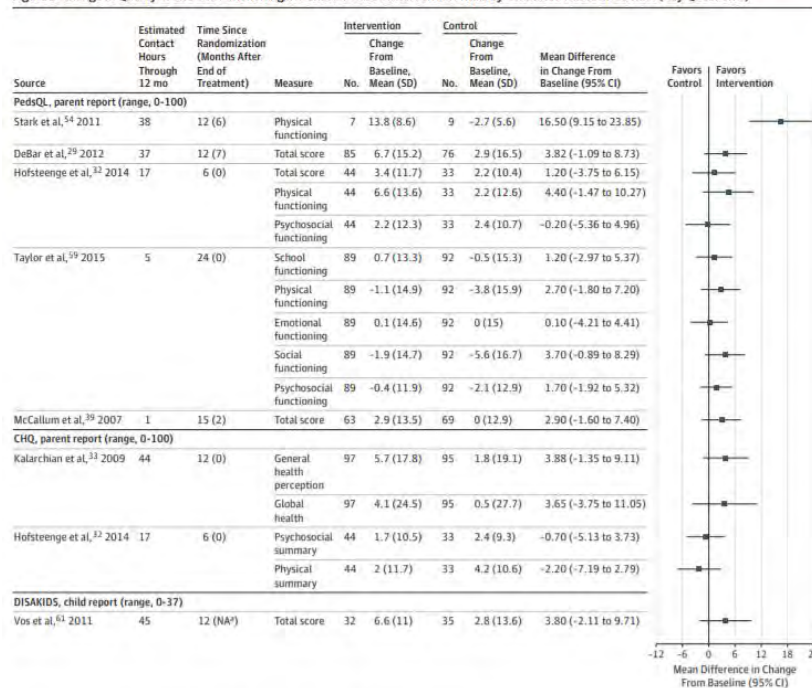 Estimated Contact Hours Through 12 mo
Time Since Randomization (Months After End of Treatment)
Intervention
Control
Source
Measure
No.
Change From Baseline, Mean (SD)
No.
Change From Baseline, Mean (SD)
Mean Difference in Change From Baseline (95% CI)
Favors Control
Favors Intervention
PedsQL, parent report (range, 0-100)
Stark et al,54 2011 38 12 (6) Physical functioning 7 13.8 (8.6) 9 -2.7 (5.6) 16.50 (9.15 to 23.85)
DeBar et al,29 2012 37 12 (7) Total score 85 6.7 (15.2) 76 2.9 (16.5) 3.82 (-1.09 to 8.73)
Hofsteenge et al,32 2014 17 6 (0) Total score 44 3.4 (11.7) 33 2.2 (10.4) 1.20 (-3.75 to 6.15)
Physical functioning 44 6.6 (13.6) 33 2.2 (12.6) 4.40 (-1.47 to 10.27)
Psychosocial functioning 44 2.2 (12.3) 33 2.4 (10.7) -0.20 (-5.36 to 4.96)
Taylor et al,59 2015 5 24 (0) School functioning 89 0.7 (13.3) 92 -0.5 (15.3) 1.20 (-2.97 to 5.37)
Physical functioning 89 -1.1 (14.9) 92 -3.8 (15.9) 2.70 (-1.80 to 7.20)
Emotional functioning 89 0.1 (14.6) 92 0 (15) 0.10 (-4.21 to 4.41)
Social functioning 89 -1.9 (14.7) 92 -5.6 (16.7) 3.70 (-0.89 to 8.29)
Psychosocial functioning 89 -0.4 (11.9) 92 -2.1 (12.9) 1.70 (-1.92 to 5.32)
McCallum et al,39 2007 1 15 (2) Total score 63 2.9 (13.5) 69 0 (12.9) 2.90 (-1.60 to 7.40)
CHQ, parent report (range, 0-100)
Kalarchian et al,33 2009 44 12 (0) General health perception 97 5.7 (17.8) 95 1.8 (19.1) 3.88 (-1.35 to 9.11)
Global health 97 4.1 (24.5) 95 0.5 (27.7) 3.65 (-3.75 to 11.05)
Hofsteenge et al,32 2014 17 6 (0) Psychosocial summary 44 1.7 (10.5) 33 2.4 (9.3) -0.70 (-5.13 to 3.73)
Physical summary 44 2 (11.7) 33 4.2 (10.6) -2.20 (-7.19 to 2.79)
DISAKIDS, child report (range, 0-37)
Vos et al,61 2011 45 12 (NAa) Total score 32 6.6 (11) 35 2.8 (13.6) 3.80 (-2.11 to 9.71)
-12 -6 0 6 12 18
Mean Difference in Change
From Baseline (95% CI)